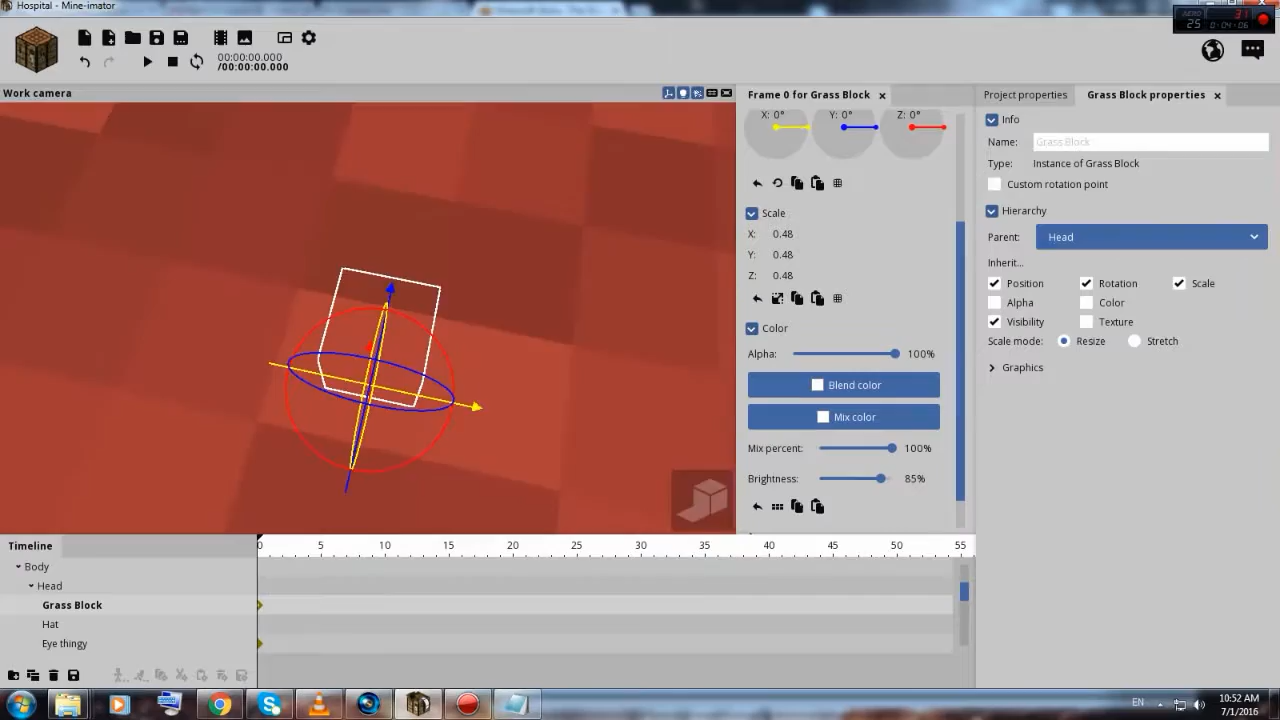 Hospital - Mine-imator
25
31
0:04:06
00:00:00.000
/00:00:00.000
Work camera
Frame 0 for Grass Block
Project properties
Grass Block properties
X: 0°
Y: 0°
Z: 0°
Scale
X: 0.48
Y: 0.48
Z: 0.48
Color
Alpha: 100%
Blend color
Mix color
Mix percent: 100%
Brightness: 85%
Info
Name: Grass Block
Type: Instance of Grass Block
Custom rotation point
Hierarchy
Parent: Head
Inherit...
Position Rotation Scale
Alpha Color
Visibility Texture
Scale mode: Resize Stretch
Graphics
Timeline
0 5 10 15 20 25 30 35 40 45 50 55
Body
Head
Grass Block
Hat
Eye thingy
EN
10:52 AM
7/1/2016